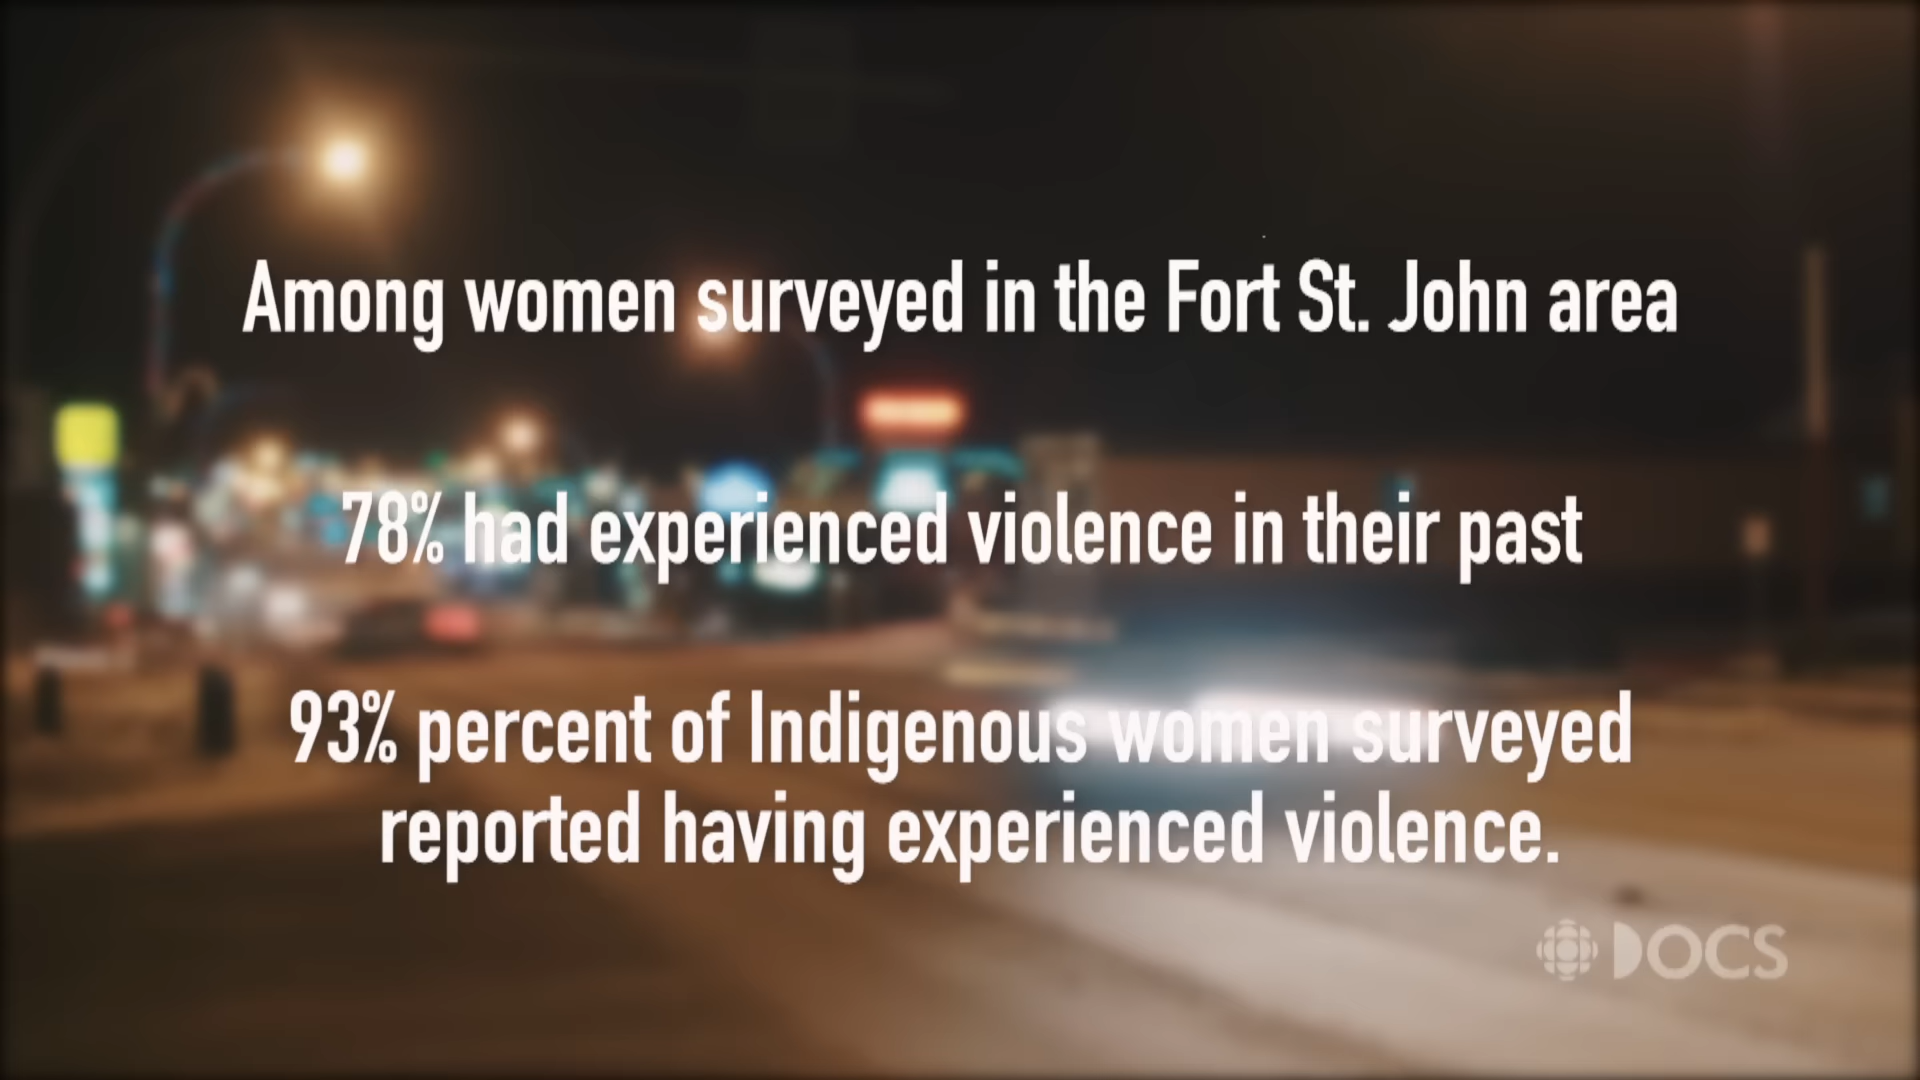 Among women surveyed in the Fort St. John area
78% had experienced violence in their past
93% percent of Indigenous women surveyed
reported having experienced violence.
DOCS